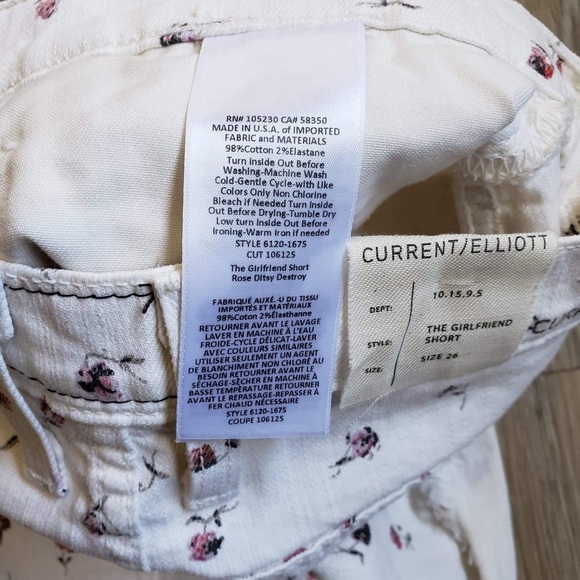 RN# 105230 CA# 58350
MADE IN U.S.A. of IMPORTED
FABRIC and MATERIALS
98%Cotton 2%Elastane
Turn Inside Out Before
Washing-Machine Wash
Cold-Gentle Cycle-with Like
Colors Only Non Chlorine
Bleach if Needed Turn Inside
Out Before Drying-Tumble Dry
Low turn Inside Out Before
Ironing-Warm Iron if needed
STYLE 6120-1675
CUT 106125
The Girlfriend Short
Rose Ditsy Destroy
FABRIQUÉ AUXÉ.-U DU TISSU
IMPORTÉS ET MATÉRIAUX
98%Cotton 2%Élastane
RETOURNER AVANT LE LAVAGE
LAVER EN MACHINE À
FROIDE-CYCLE DÉLICAT-LAVER
AVEC COULEURS SIMILAIRES
UTILISER SEULEMENT UN AGENT
DE BLANCHIMENT NON CHLORÉ AU
BESOIN RETOURNER AVANT LE
SÉCHAGE-SÉCHER EN MACHINE À
BASSE TEMPÉRATURE RETOURNER
AVANT LE REPASSAGE-REPASSER À
FER CHAUD NÉCESSAIRE
STYLE 6120-1675
COUPE 106125
CURRENT/ELLIOTT
DEPT: 10.15.9.5
STYLE: THE GIRLFRIEND
SHORT
SIZE 26
CUR